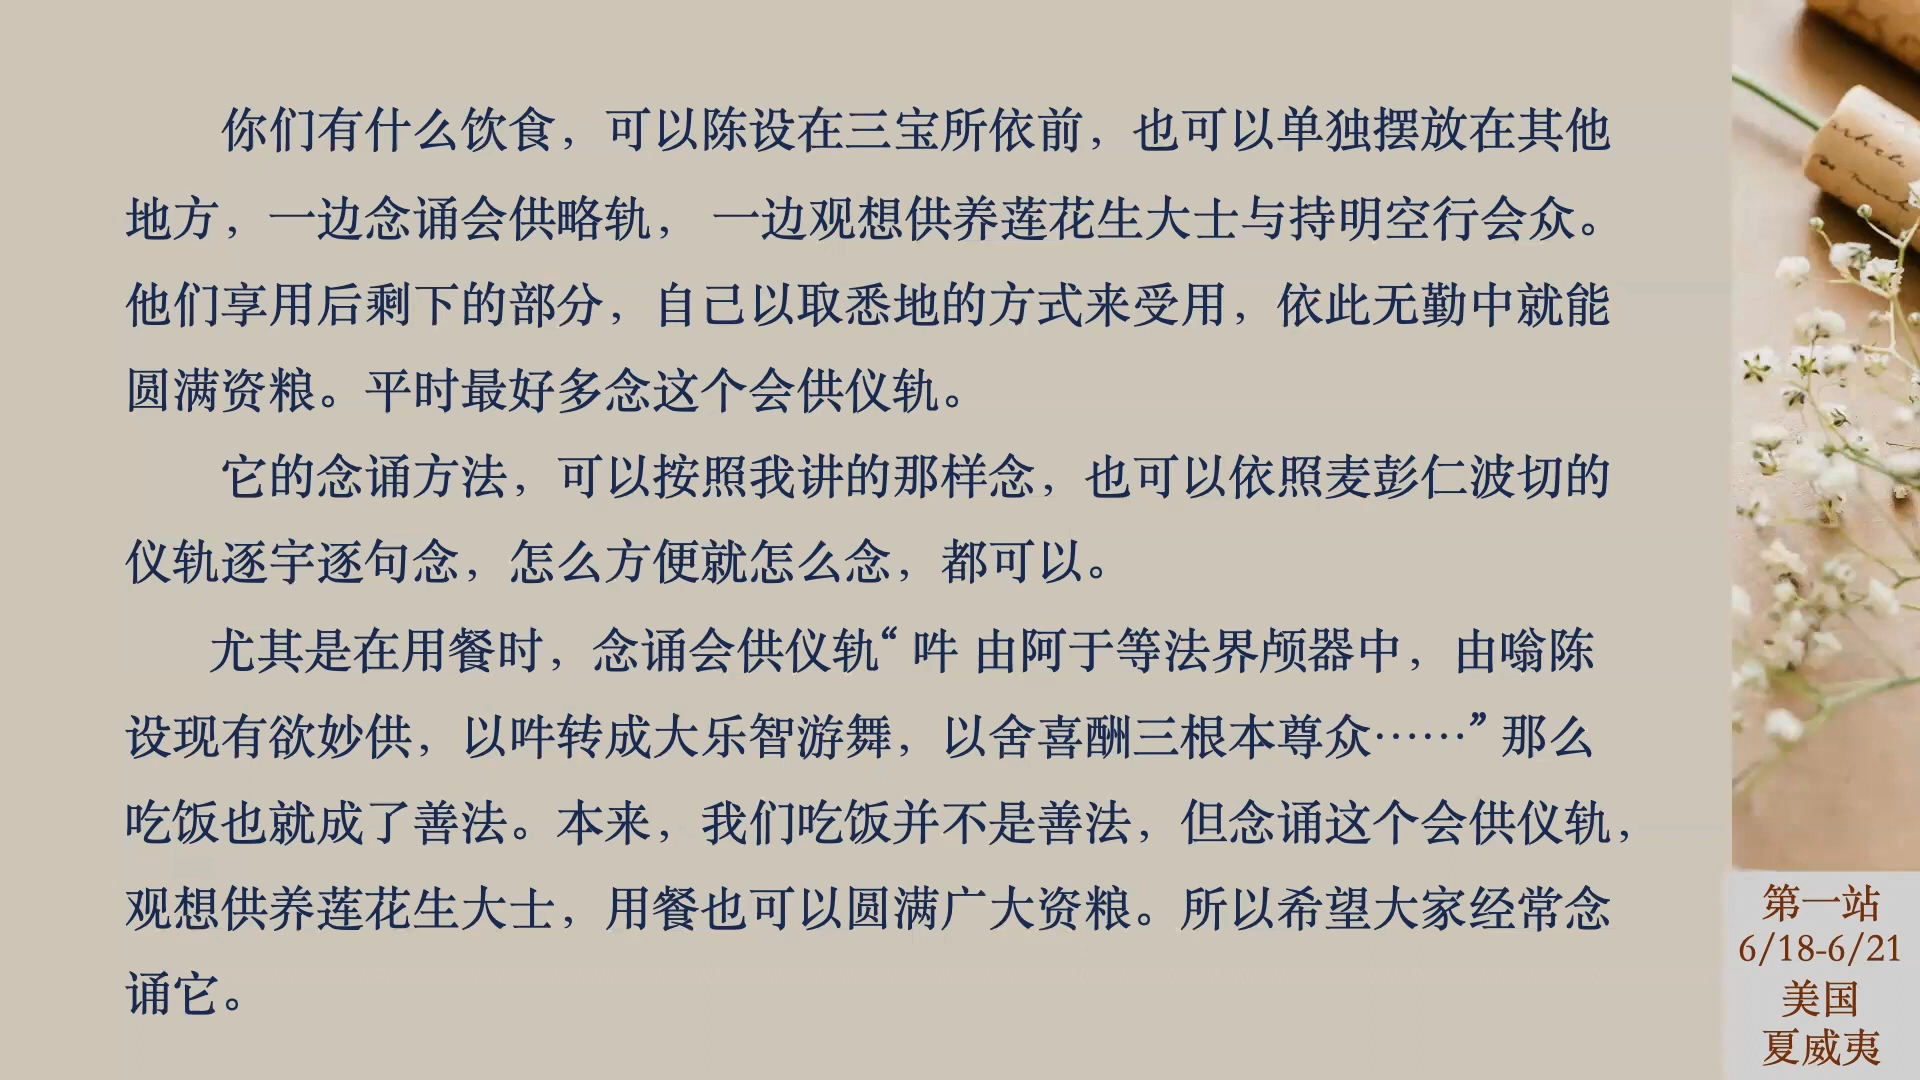 你们有什么饮食，可以陈设在三宝所依前，也可以单独摆放在其他
地方，一边念诵会供略轨， 一边观想供养莲花生大士与持明空行会众。
他们享用后剩下的部分，自己以取悉地的方式来受用，依此无勤中就能
圆满资粮。平时最好多念这个会供仪轨。
它的念诵方法，可以按照我讲的那样念，也可以依照麦彭仁波切的
仪轨逐字逐句念，怎么方便就怎么念，都可以。
尤其是在用餐时，念诵会供仪轨“ 吽 由阿于等法界颅器中，由嗡陈
设现有欲妙供，以吽转成大乐智游舞，以舍喜酬三根本尊众……” 那么
吃饭也就成了善法。本来，我们吃饭并不是善法，但念诵这个会供仪轨，
观想供养莲花生大士，用餐也可以圆满广大资粮。所以希望大家经常念
诵它。
第一站
6/18-6/21
美国
夏威夷